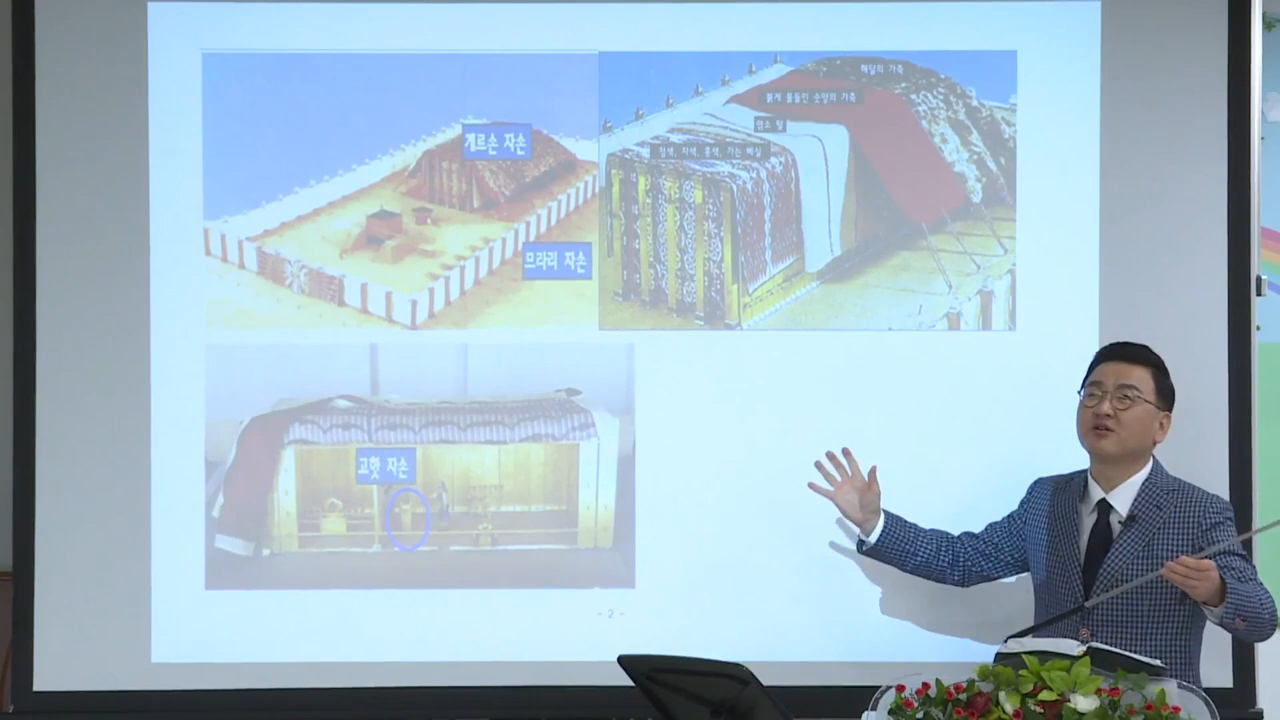 게르손 자손
므라리 자손
해달의 가죽
붉게 물들인 숫양의 가죽
염소 털
청색, 자색, 홍색, 가는 베실
고핫 자손
- 2 -